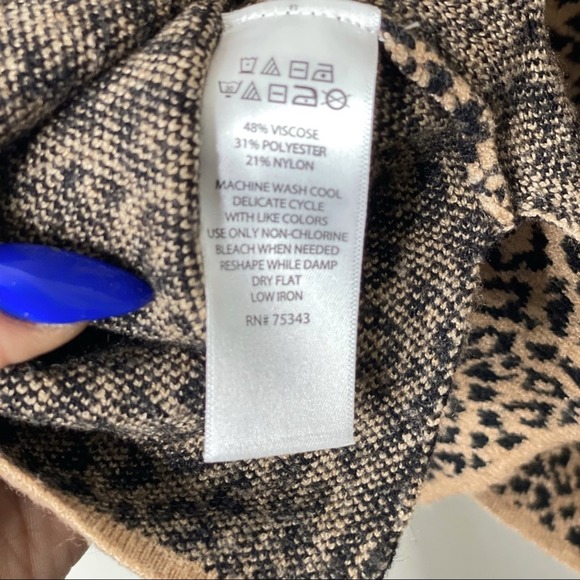 48% VISCOSE
31% POLYESTER
21% NYLON
MACHINE WASH COOL
DELICATE CYCLE
WITH LIKE COLORS
USE ONLY NON-CHLORINE
BLEACH WHEN NEEDED
RESHAPE WHILE DAMP
DRY FLAT
LOW IRON
RN# 75343